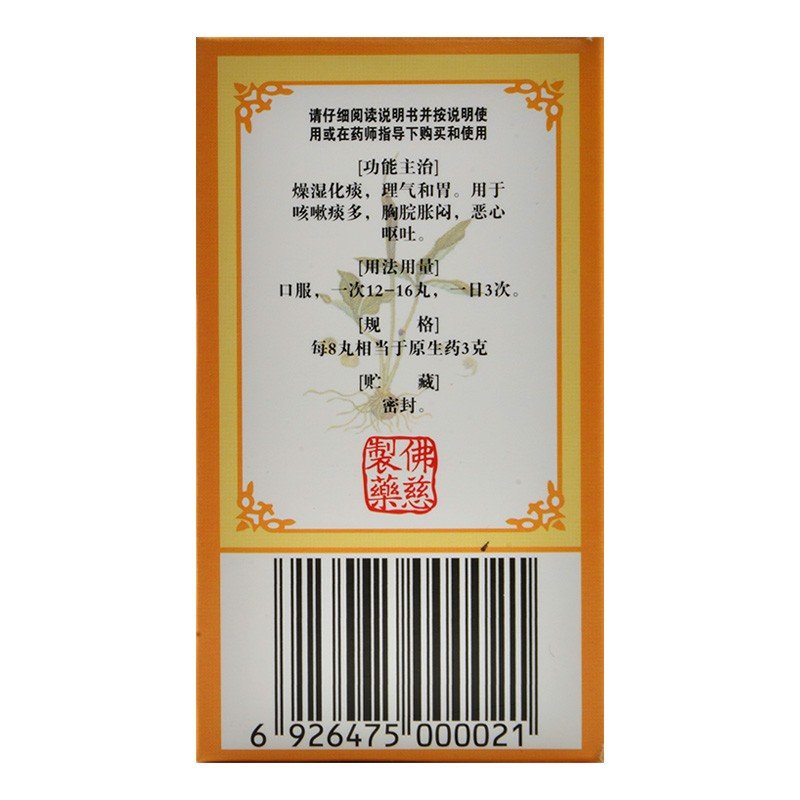 请仔细阅读说明书并按说明使
用或在药师指导下购买和使用
[功能主治]
燥湿化痰，理气和胃。用于
咳嗽痰多，胸脘胀闷，恶心
呕吐。
[用法用量]
口服，一次12-16丸，一日3次。
[规 格]
每8丸相当于原生药3克
[贮 藏]
密封。
佛慈
製藥
6 926475 000021